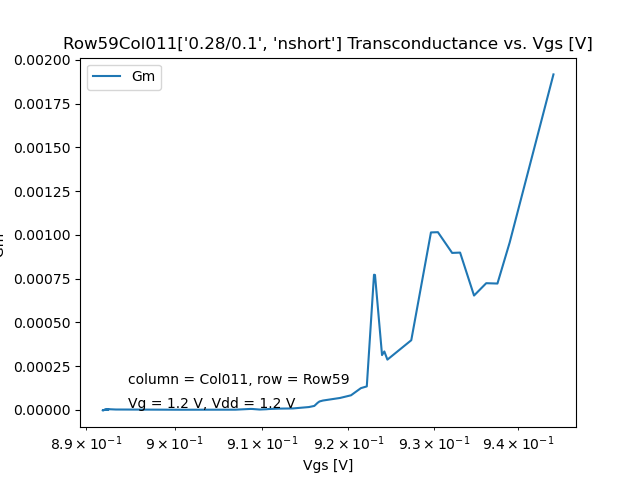 Row59Col011['0.28/0.1', 'nshort'] Transconductance vs. Vgs [V]
0.00200
0.00175
0.00150
0.00125
0.00100
0.00075
0.00050
0.00025
0.00000
Gm
Gm
column = Col011, row = Row59
Vg = 1.2 V, Vdd = 1.2 V
8.9 × 10⁻¹ 9 × 10⁻¹ 9.1 × 10⁻¹ 9.2 × 10⁻¹ 9.3 × 10⁻¹ 9.4 × 10⁻¹
Vgs [V]